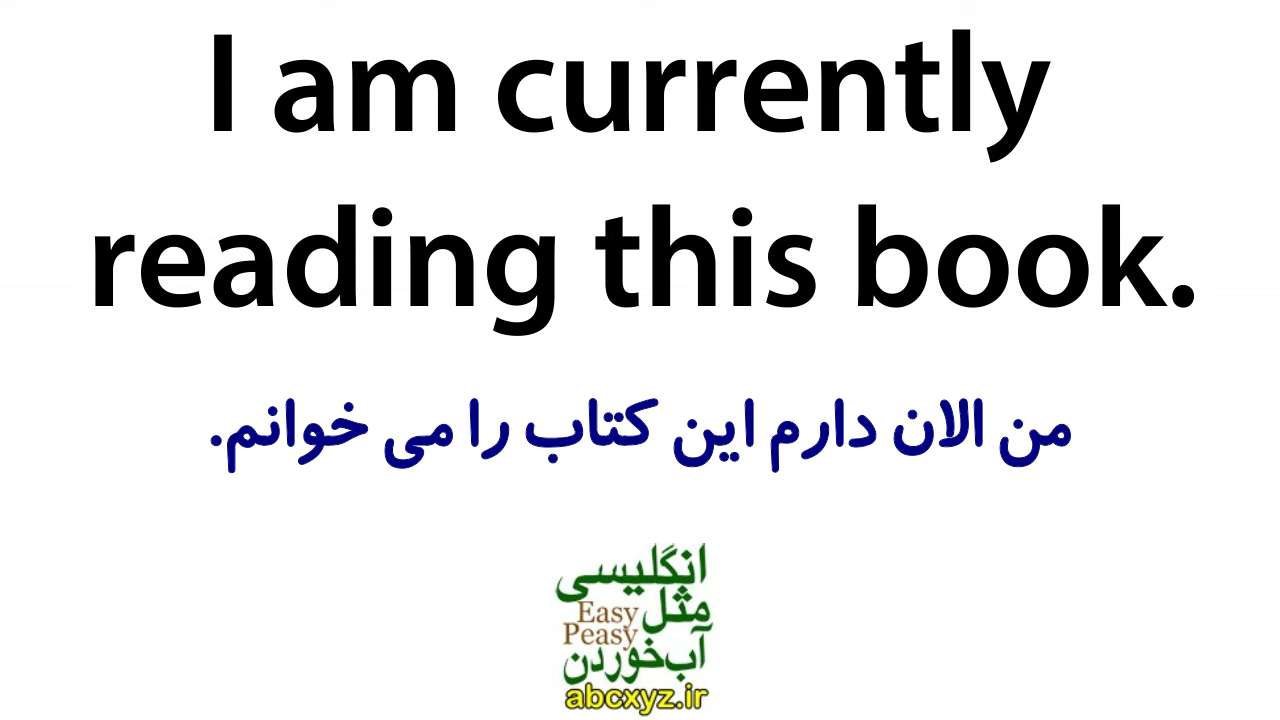 I am currently
reading this book.
من الان دارم این کتاب را می خوانم.
انگلیسی
مثل
Easy
Peasy
آب خوردن
abcxyz.ir